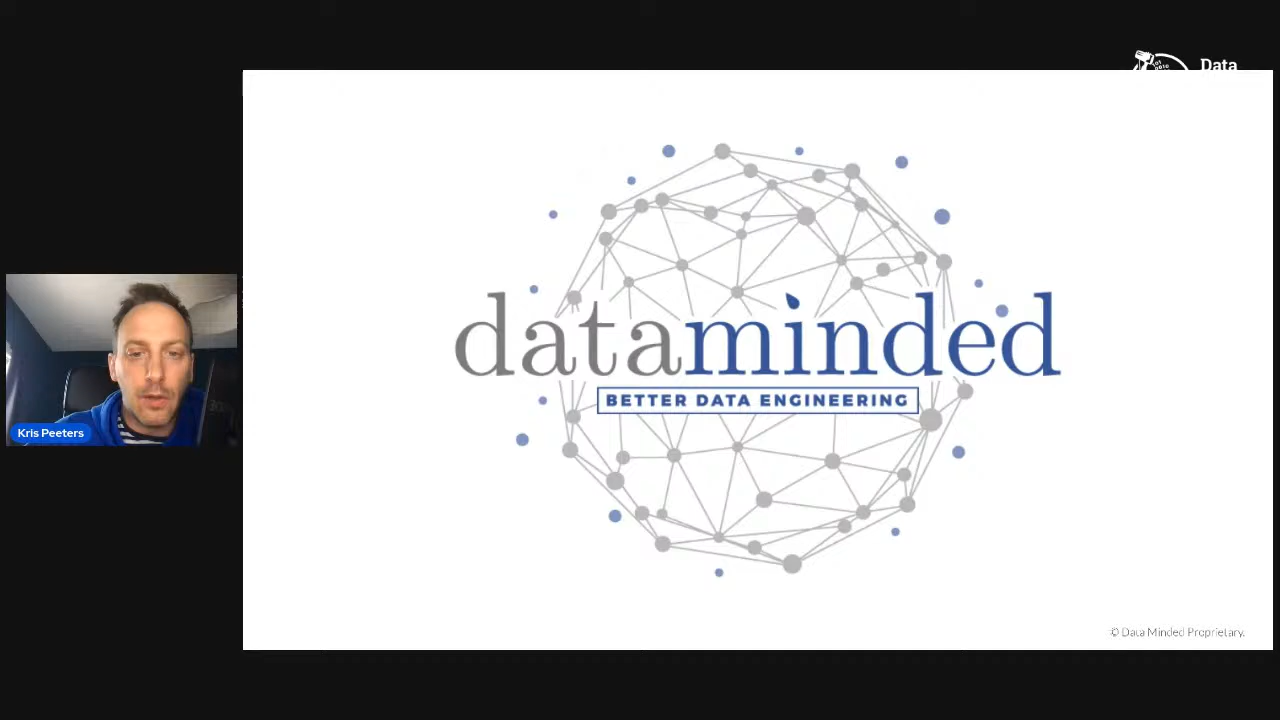 Data
dataminded
BETTER DATA ENGINEERING
Kris Peeters
© Data Minded Proprietary.